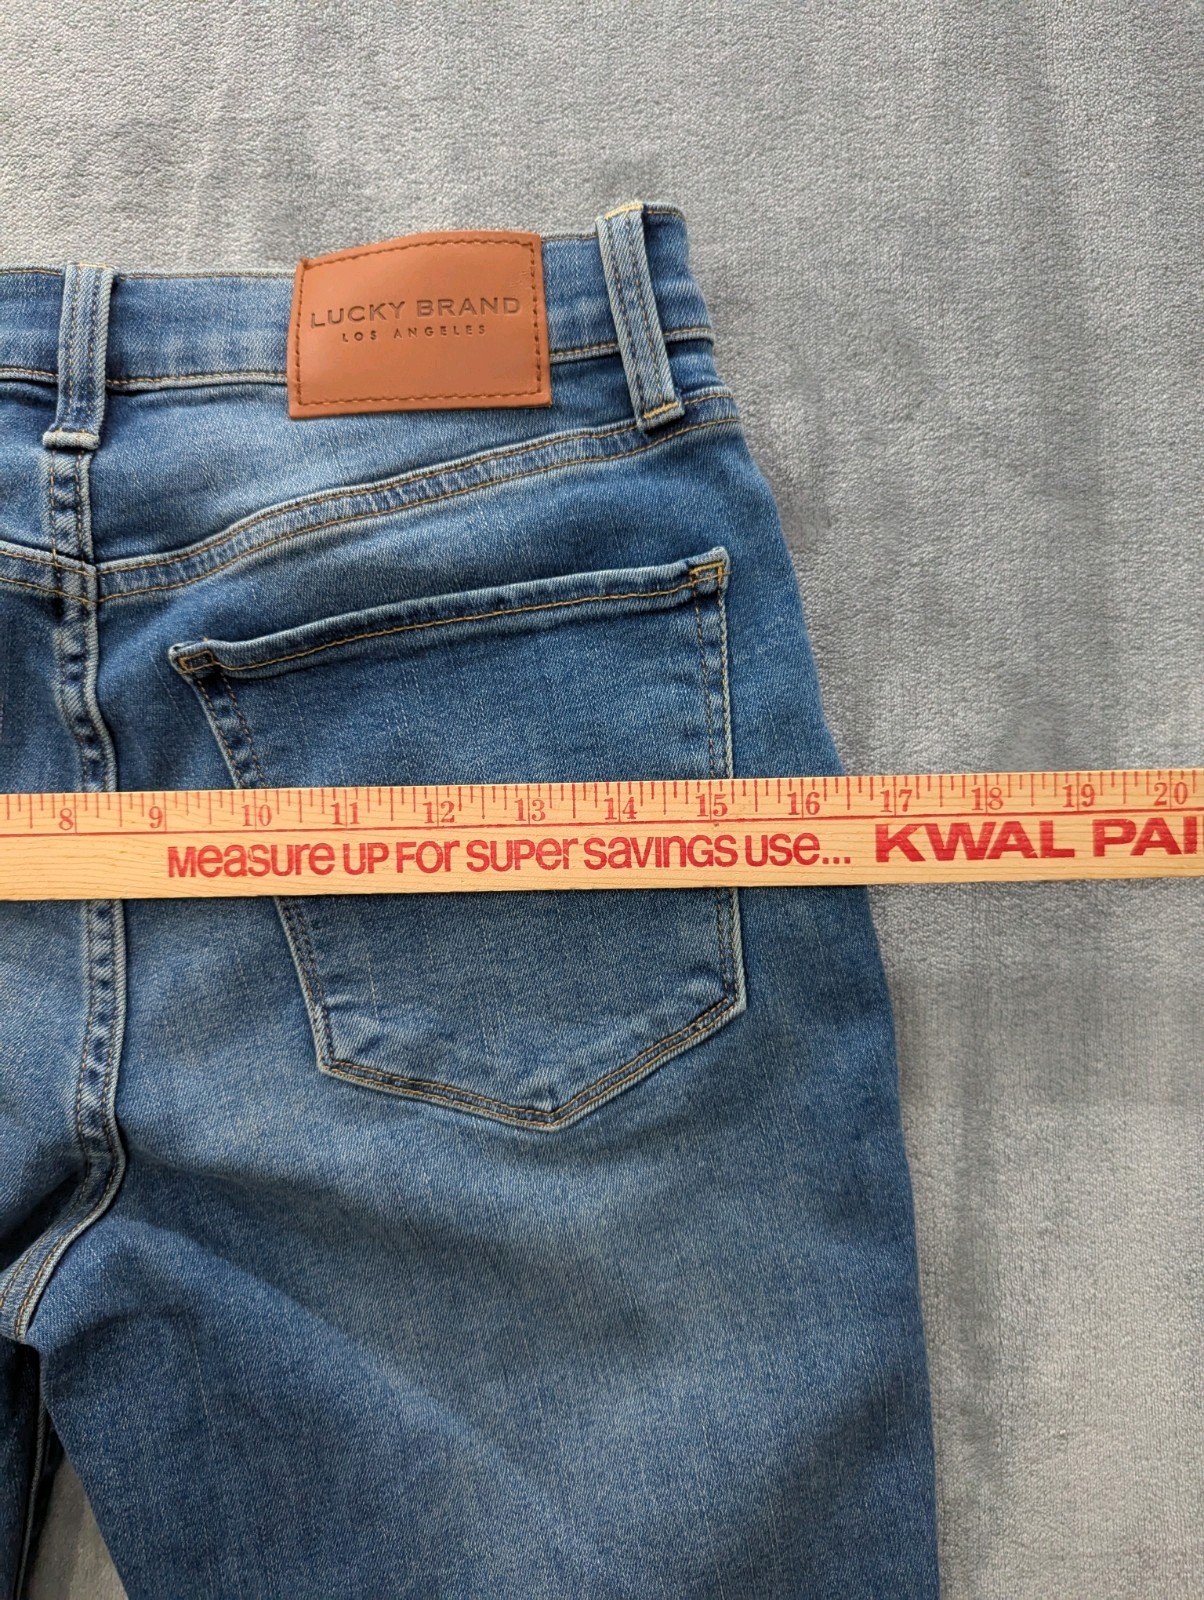 LUCKY BRAND
LOS ANGELES
8 9 10 11 12 13 14 15 16 17 18 19 20
Measure UP FOr SUPER SAVINGS USE... KWAL PAI